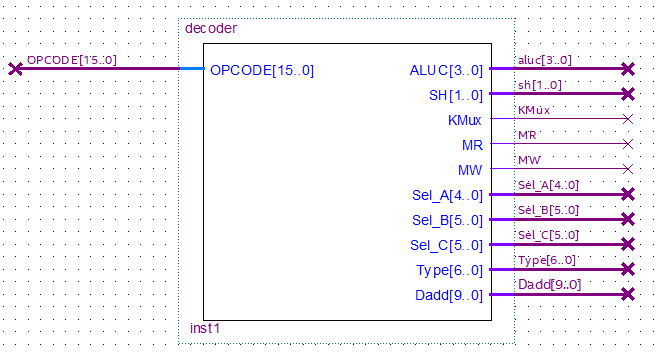 decoder
OPCODE[15..0] OPCODE[15..0] ALUC[3..0] aluc[3..0]
SH[1..0] sh[1..0]
KMux KMux
MR MR
MW MW
Sel_A[4..0] Sel_A[4..0]
Sel_B[5..0] Sel_B[5..0]
Sel_C[5..0] Sel_C[5..0]
Type[6..0] Type[6..0]
Dadd[9..0] Dadd[9..0]
inst1